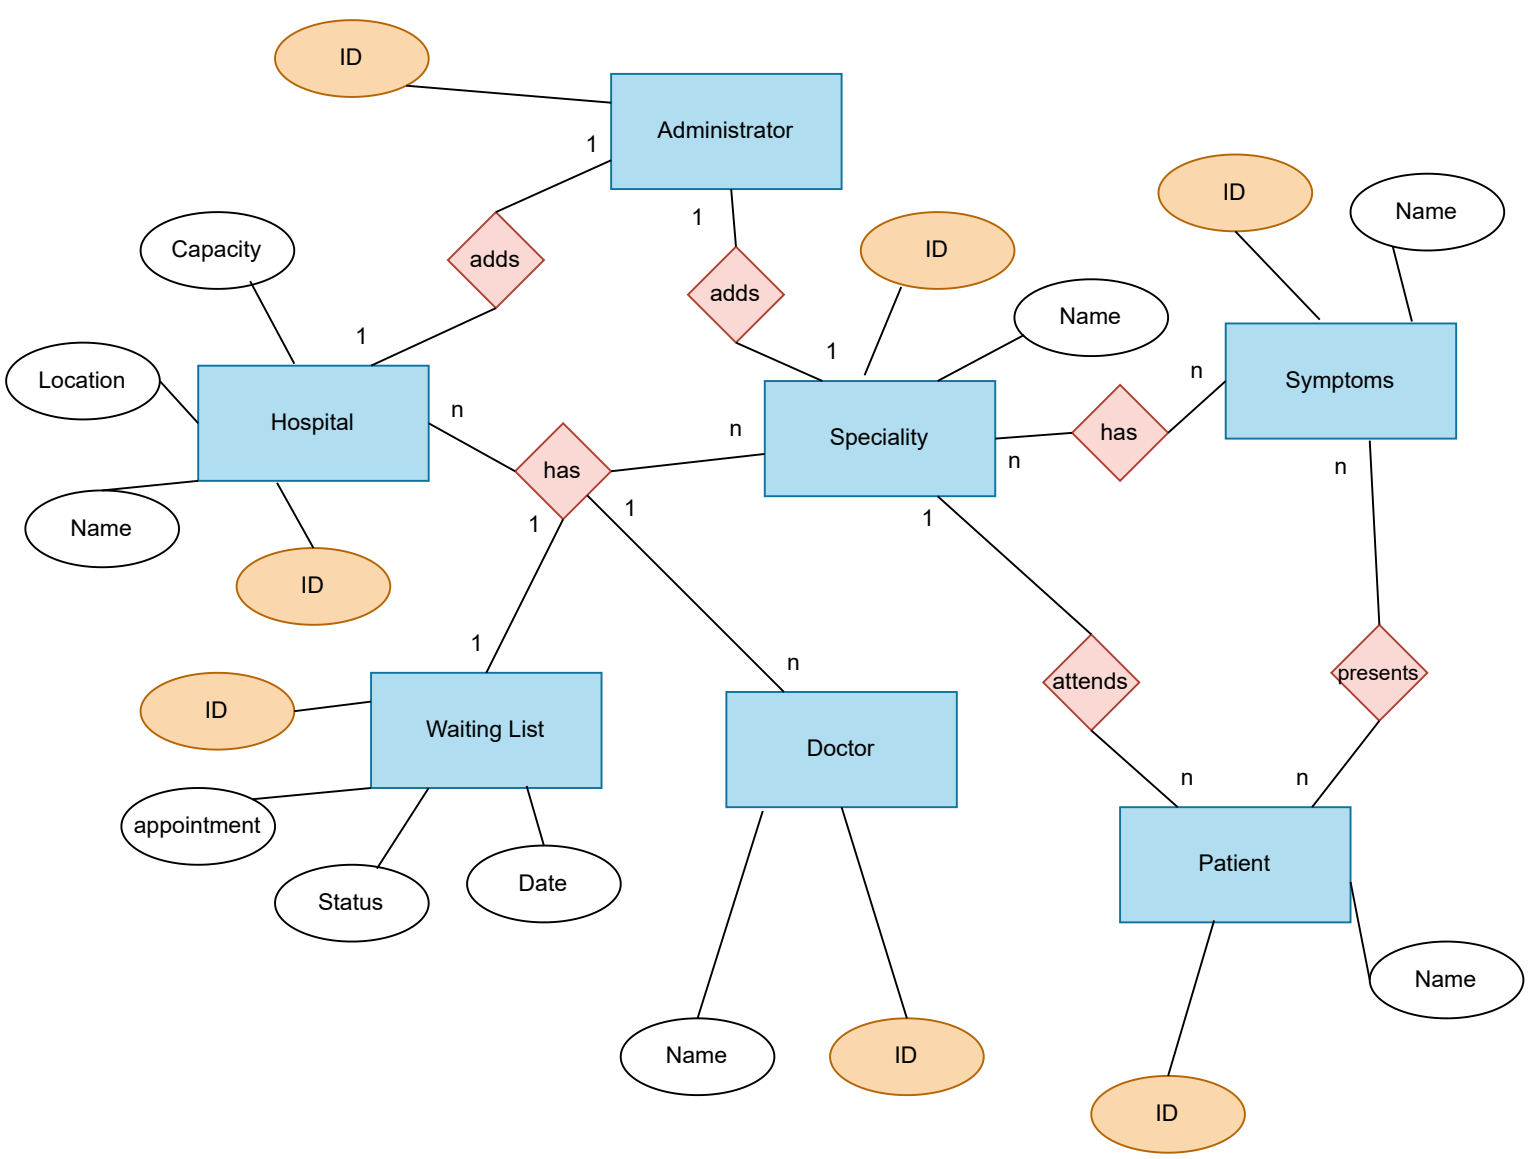 ID
Administrator
1
1
adds
Capacity
1
adds
ID
Name
1
ID
Name
Location
Hospital
n
n
has
Speciality
n
n
has
Symptoms
Name
ID
1
1
1
n
1
n
ID
Waiting List
appointment
Status
Date
Doctor
attends
presents
n
n
Patient
Name
Name
ID
ID